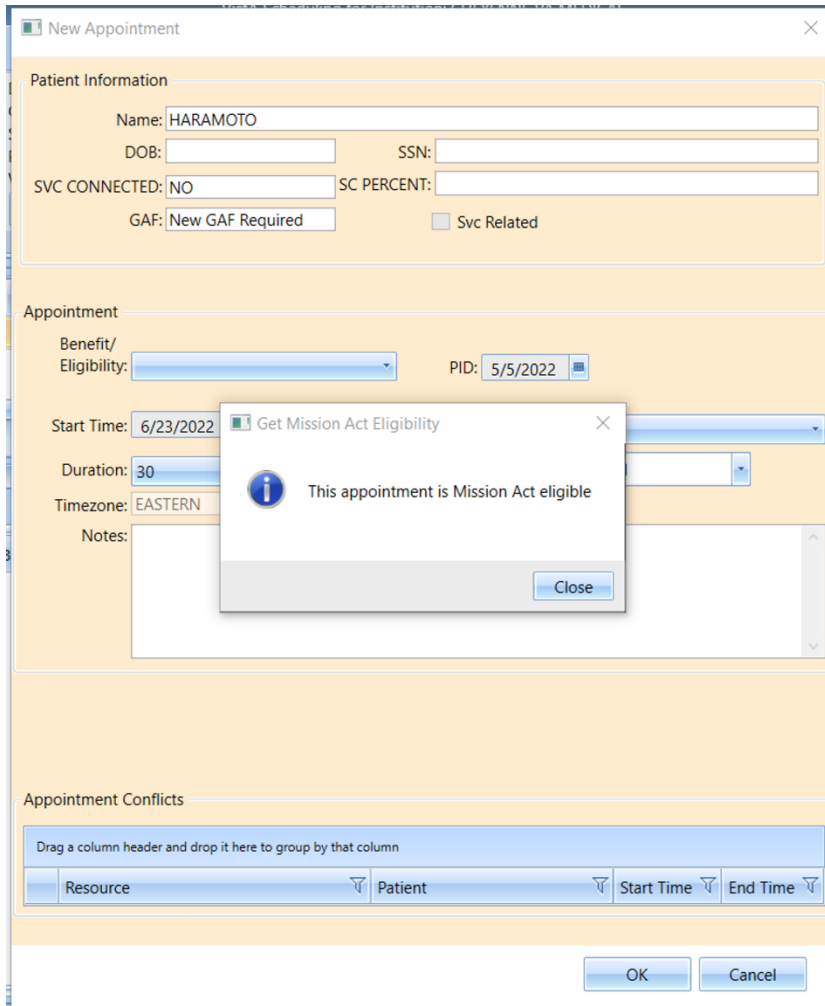 New Appointment
Patient Information
Name: HARAMOTO
DOB: SSN:
SVC CONNECTED: NO SC PERCENT:
GAF: New GAF Required Svc Related
Appointment
Benefit/
Eligibility: PID: 5/5/2022
Start Time: 6/23/2022
Get Mission Act Eligibility
Duration: 30
This appointment is Mission Act eligible
Timezone: EASTERN
Notes:
Close
Appointment Conflicts
Drag a column header and drop it here to group by that column
Resource Patient Start Time End Time
OK Cancel